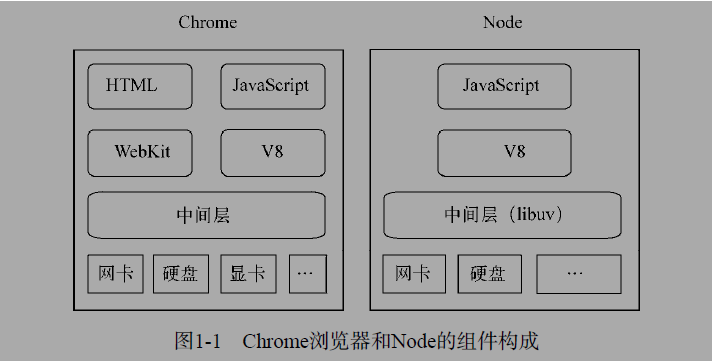 Chrome Node
HTML JavaScript JavaScript
WebKit V8 V8
中间层 中间层（libuv）
网卡 硬盘 显卡 … 网卡 硬盘 …
图1-1 Chrome浏览器和Node的组件构成